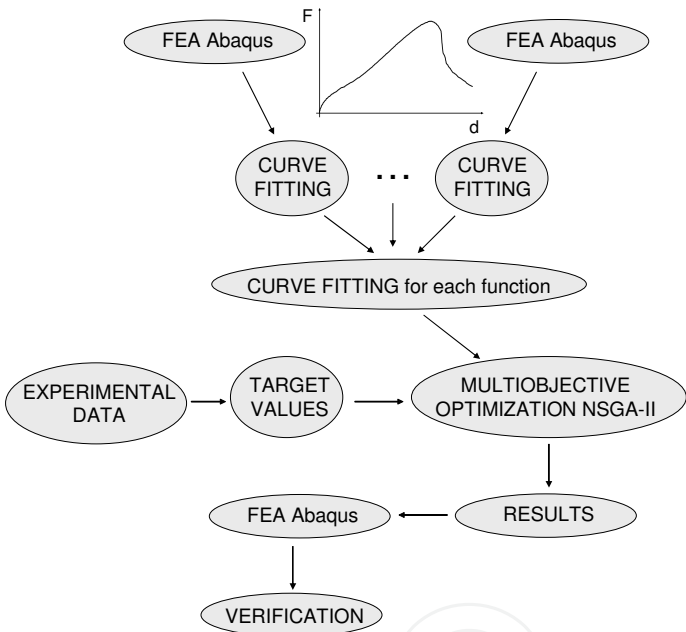 F
FEA Abaqus
FEA Abaqus
d
CURVE
FITTING
...
CURVE
FITTING
CURVE FITTING for each function
EXPERIMENTAL
DATA
TARGET
VALUES
MULTIOBJECTIVE
OPTIMIZATION NSGA-II
FEA Abaqus
RESULTS
VERIFICATION